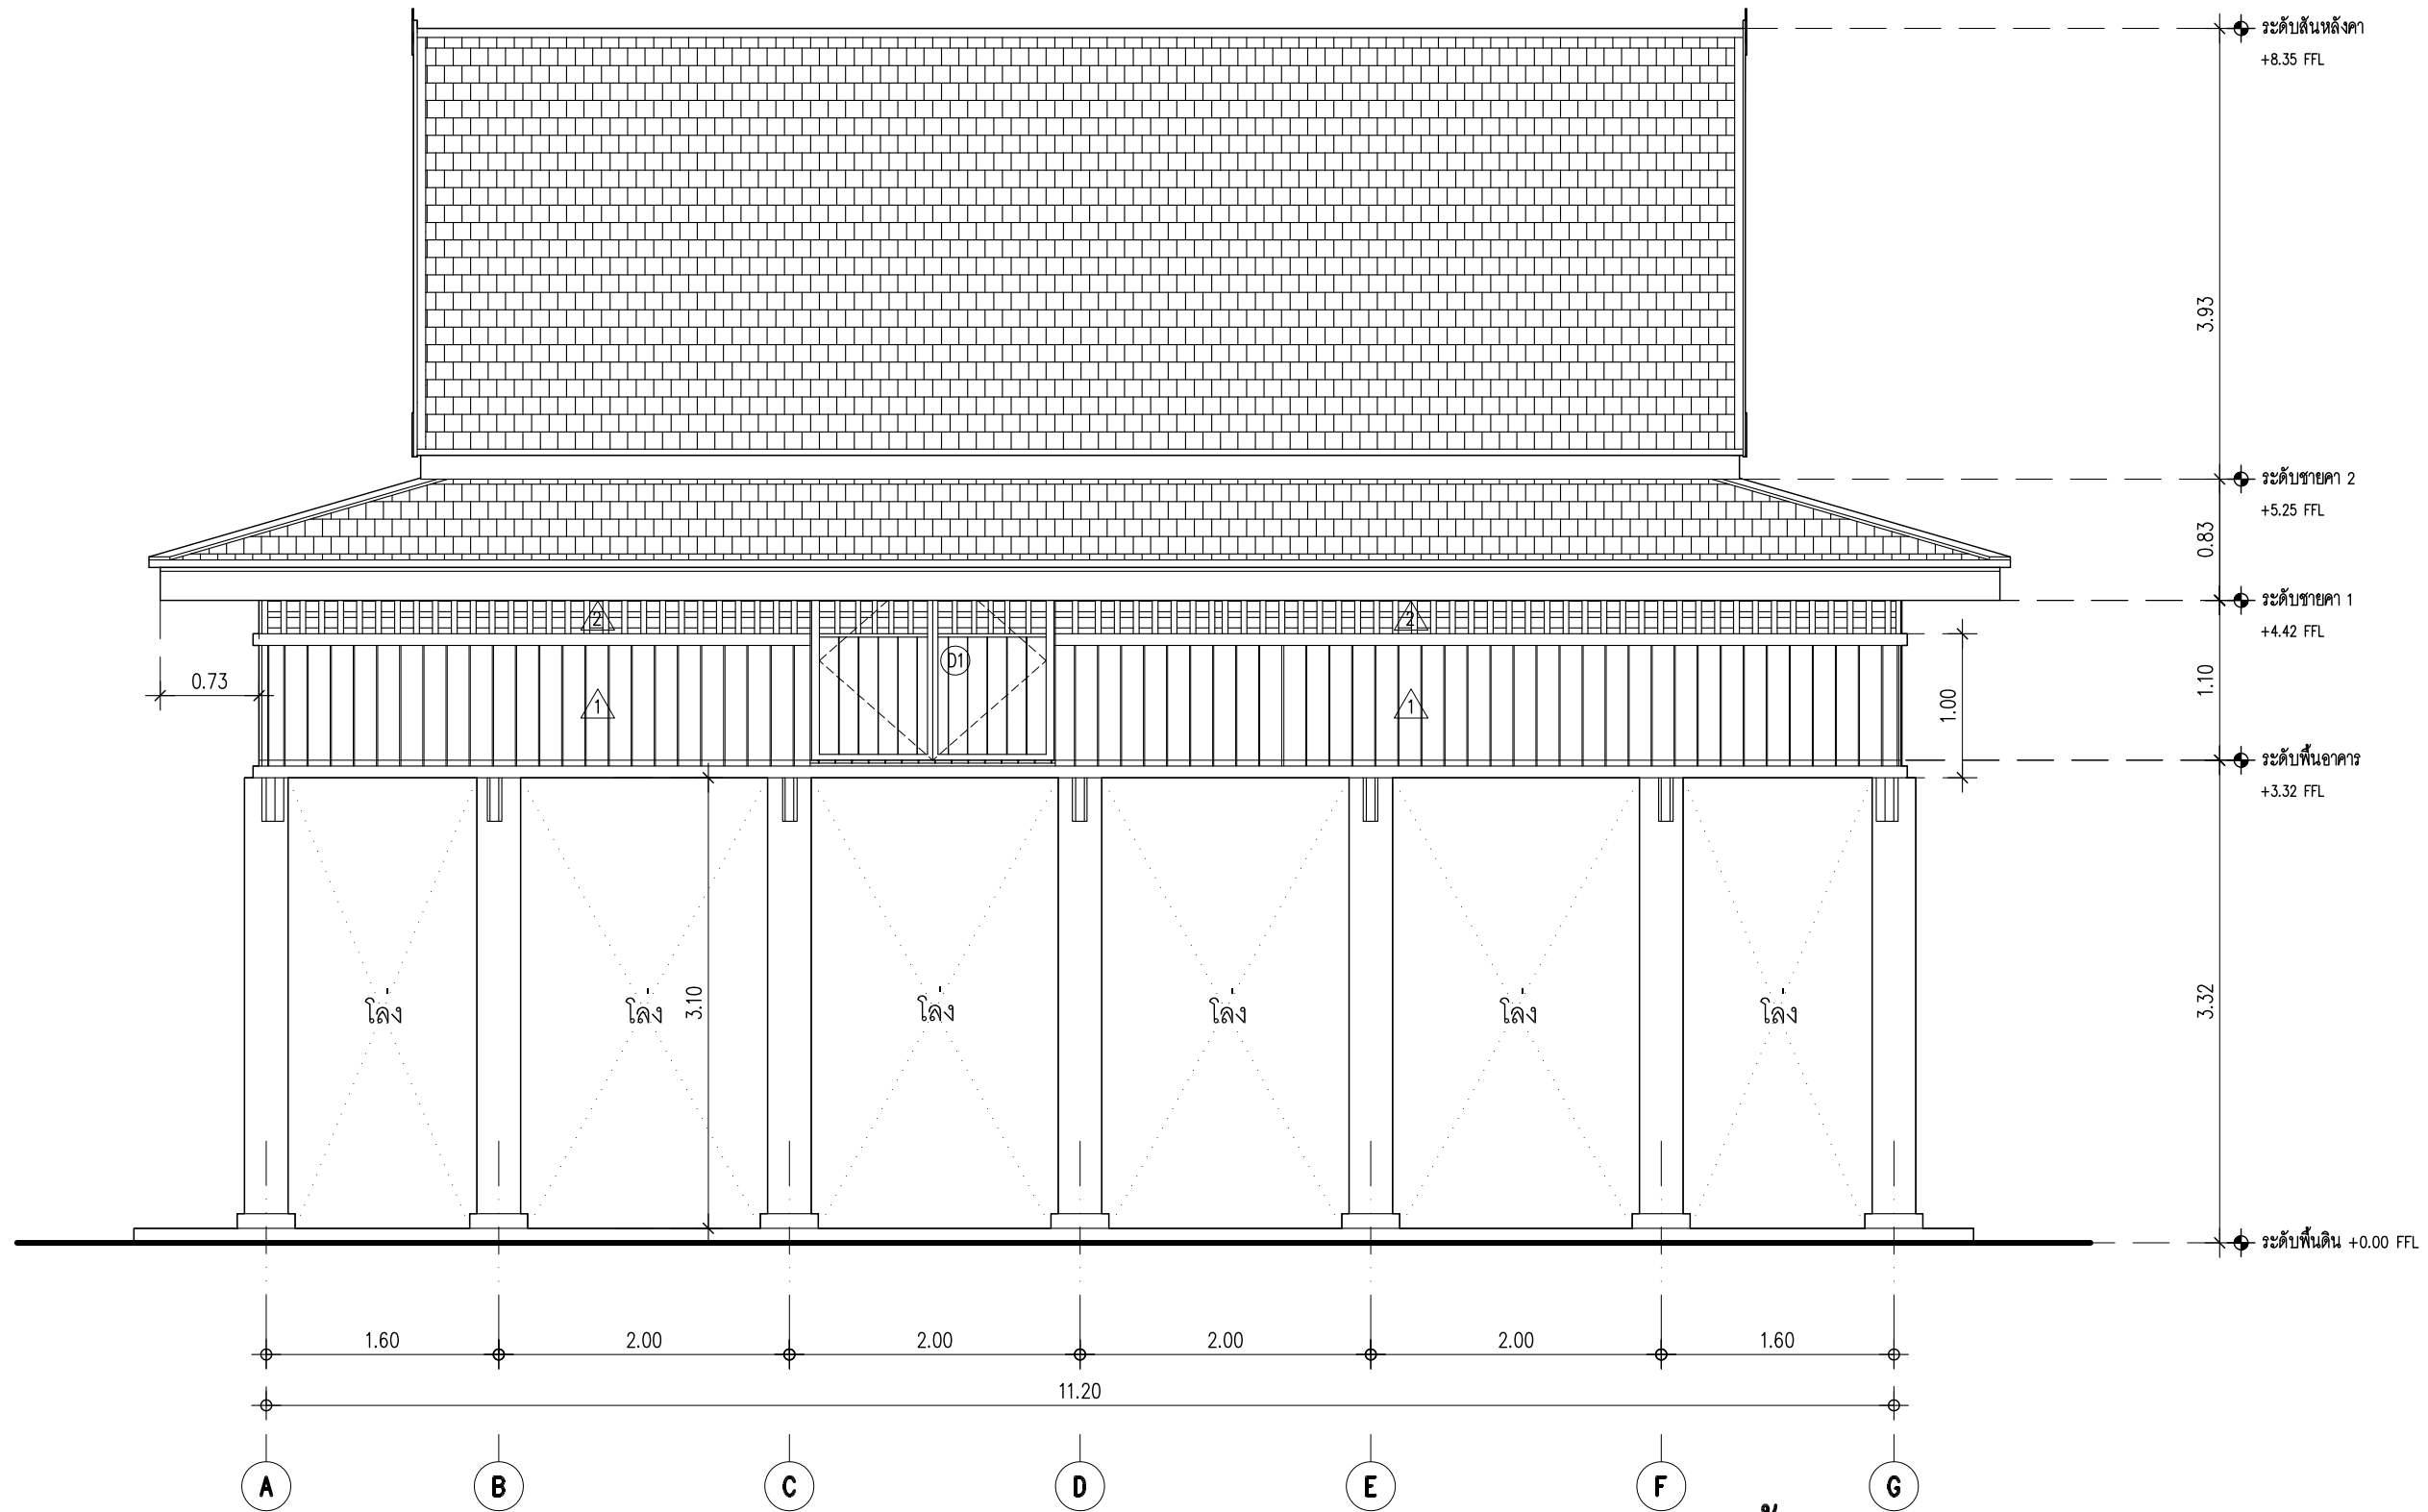 ระดับสันหลังคา
+8.35 FFL
3.93
ระดับชายคา 2
+5.25 FFL
0.83
ระดับชายคา 1
+4.42 FFL
2
2
D1
0.73
1
1
1.00
1.10
ระดับพื้นอาคาร
+3.32 FFL
3.10
3.32
โล่ง โล่ง โล่ง โล่ง โล่ง โล่ง
ระดับพื้นดิน +0.00 FFL
1.60 2.00 2.00 2.00 2.00 1.60
11.20
A B C D E F G